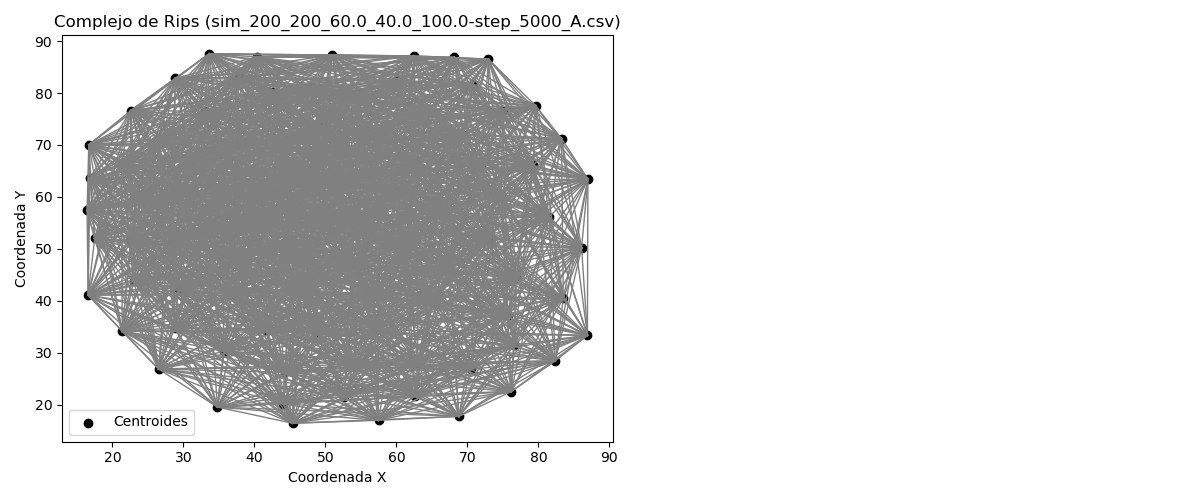 Complejo de Rips (sim_200_200_60.0_40.0_100.0-step_5000_A.csv)
90
80
70
60
50
40
30
20
Coordenada Y
Centroides
20 30 40 50 60 70 80 90
Coordenada X